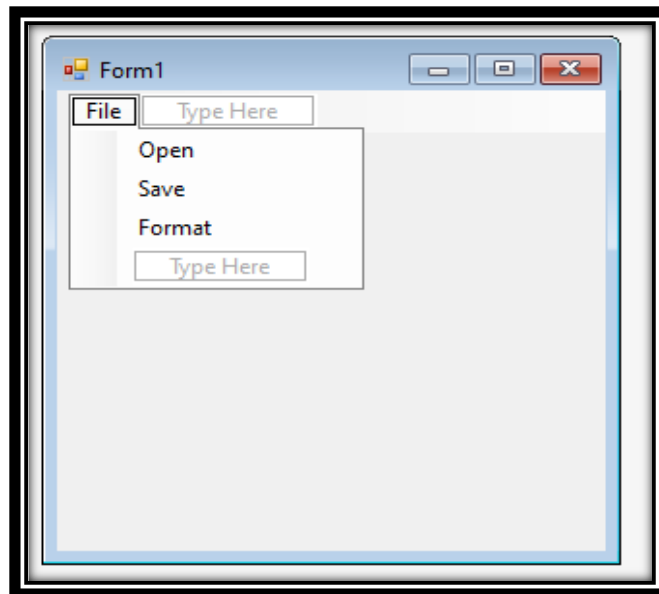 Form1
File Type Here
Open
Save
Format
Type Here